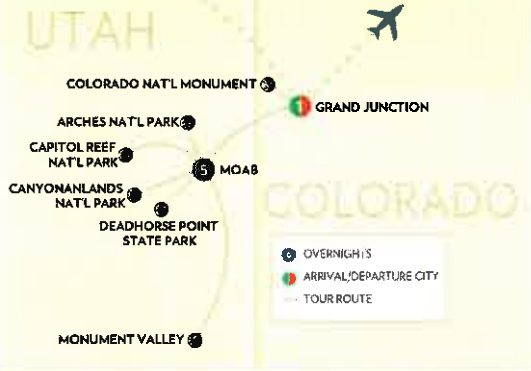 UTAH
COLORADO NAT'L MONUMENT
1 GRAND JUNCTION
ARCHES NAT'L PARK
CAPITOL REEF
NAT'L PARK
5 MOAB
CANYONANLANDS
NAT'L PARK
COLORADO
DEADHORSE POINT
STATE PARK
OVERNIGHTS
ARRIVAL/DEPARTURE CITY
TOUR ROUTE
MONUMENT VALLEY